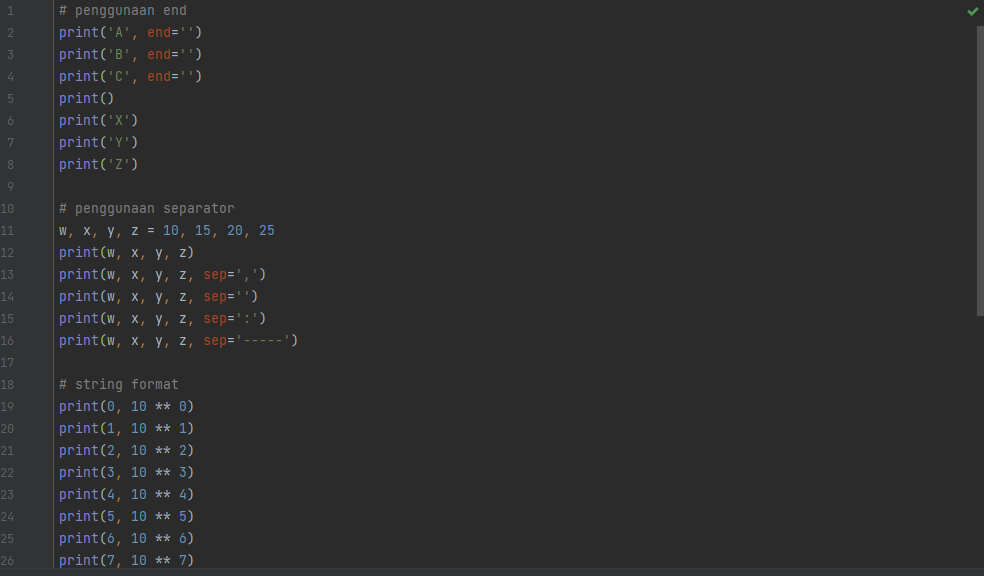 1 # penggunaan end
2 print('A', end='')
3 print('B', end='')
4 print('C', end='')
5 print()
6 print('X')
7 print('Y')
8 print('Z')
9
10 # penggunaan separator
11 w, x, y, z = 10, 15, 20, 25
12 print(w, x, y, z)
13 print(w, x, y, z, sep=',')
14 print(w, x, y, z, sep='')
15 print(w, x, y, z, sep=':')
16 print(w, x, y, z, sep='-----')
17
18 # string format
19 print(0, 10 ** 0)
20 print(1, 10 ** 1)
21 print(2, 10 ** 2)
22 print(3, 10 ** 3)
23 print(4, 10 ** 4)
24 print(5, 10 ** 5)
25 print(6, 10 ** 6)
26 print(7, 10 ** 7)